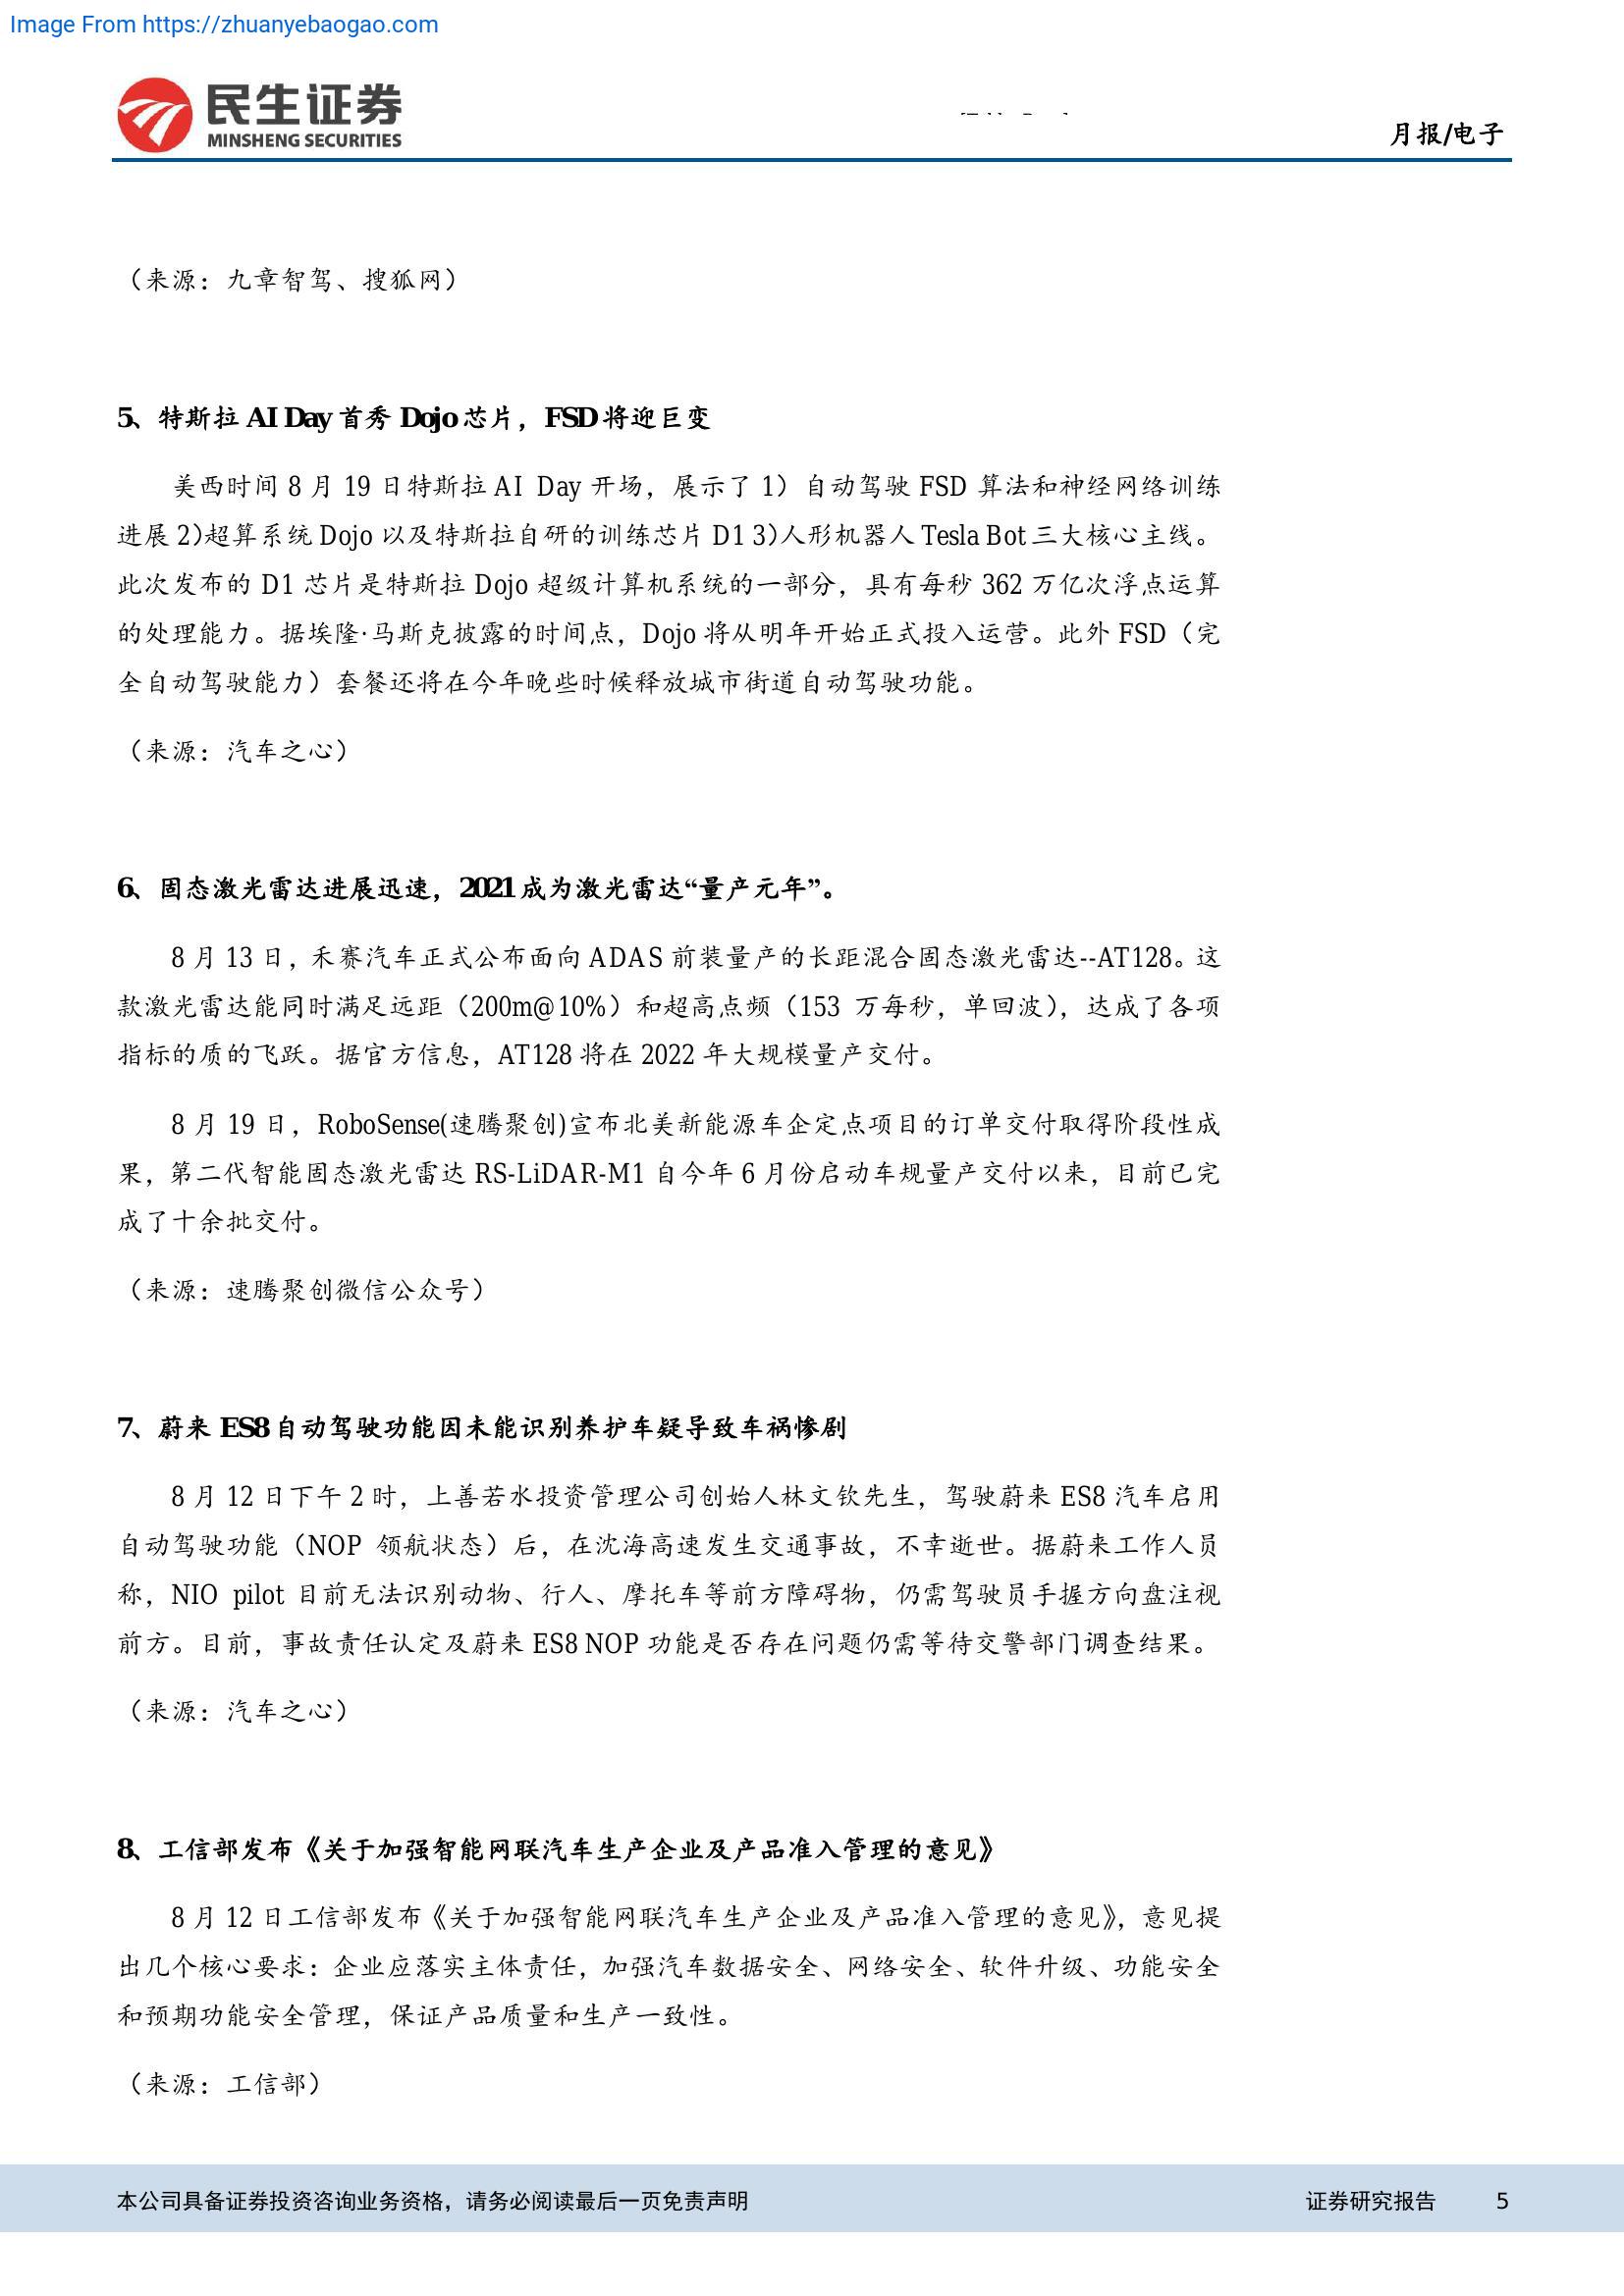 Image From https://zhuanyebaogao.com
民生证券
MINSHENG SECURITIES
月报/电子
（来源：九章智驾、搜狐网）
5、特斯拉 AI Day 首秀 Dojo 芯片，FSD 将迎巨变
美西时间 8 月 19 日特斯拉 AI Day 开场，展示了 1）自动驾驶 FSD 算法和神经网络训练
进展 2)超算系统 Dojo 以及特斯拉自研的训练芯片 D1 3)人形机器人 Tesla Bot 三大核心主线。
此次发布的 D1 芯片是特斯拉 Dojo 超级计算机系统的一部分，具有每秒 362 万亿次浮点运算
的处理能力。据埃隆·马斯克披露的时间点，Dojo 将从明年开始正式投入运营。此外 FSD（完
全自动驾驶能力）套餐还将在今年晚些时候释放城市街道自动驾驶功能。
（来源：汽车之心）
6、固态激光雷达进展迅速，2021 成为激光雷达“量产元年”。
8 月 13 日，禾赛汽车正式公布面向 ADAS 前装量产的长距混合固态激光雷达--AT128。这
款激光雷达能同时满足远距（200m@10%）和超高点频（153 万每秒，单回波），达成了各项
指标的质的飞跃。据官方信息，AT128 将在 2022 年大规模量产交付。
8 月 19 日，RoboSense(速腾聚创)宣布北美新能源车企定点项目的订单交付取得阶段性成
果，第二代智能固态激光雷达 RS-LiDAR-M1 自今年 6 月份启动车规量产交付以来，目前已完
成了十余批交付。
（来源：速腾聚创微信公众号）
7、蔚来 ES8 自动驾驶功能因未能识别养护车疑导致车祸惨剧
8 月 12 日下午 2 时，上善若水投资管理公司创始人林文钦先生，驾驶蔚来 ES8 汽车启用
自动驾驶功能（NOP 领航状态）后，在沈海高速发生交通事故，不幸逝世。据蔚来工作人员
称，NIO pilot 目前无法识别动物、行人、摩托车等前方障碍物，仍需驾驶员手握方向盘注视
前方。目前，事故责任认定及蔚来 ES8 NOP 功能是否存在问题仍需等待交警部门调查结果。
（来源：汽车之心）
8、工信部发布《关于加强智能网联汽车生产企业及产品准入管理的意见》
8 月 12 日工信部发布《关于加强智能网联汽车生产企业及产品准入管理的意见》，意见提
出几个核心要求：企业应落实主体责任，加强汽车数据安全、网络安全、软件升级、功能安全
和预期功能安全管理，保证产品质量和生产一致性。
（来源：工信部）
本公司具备证券投资咨询业务资格，请务必阅读最后一页免责声明
证券研究报告 5